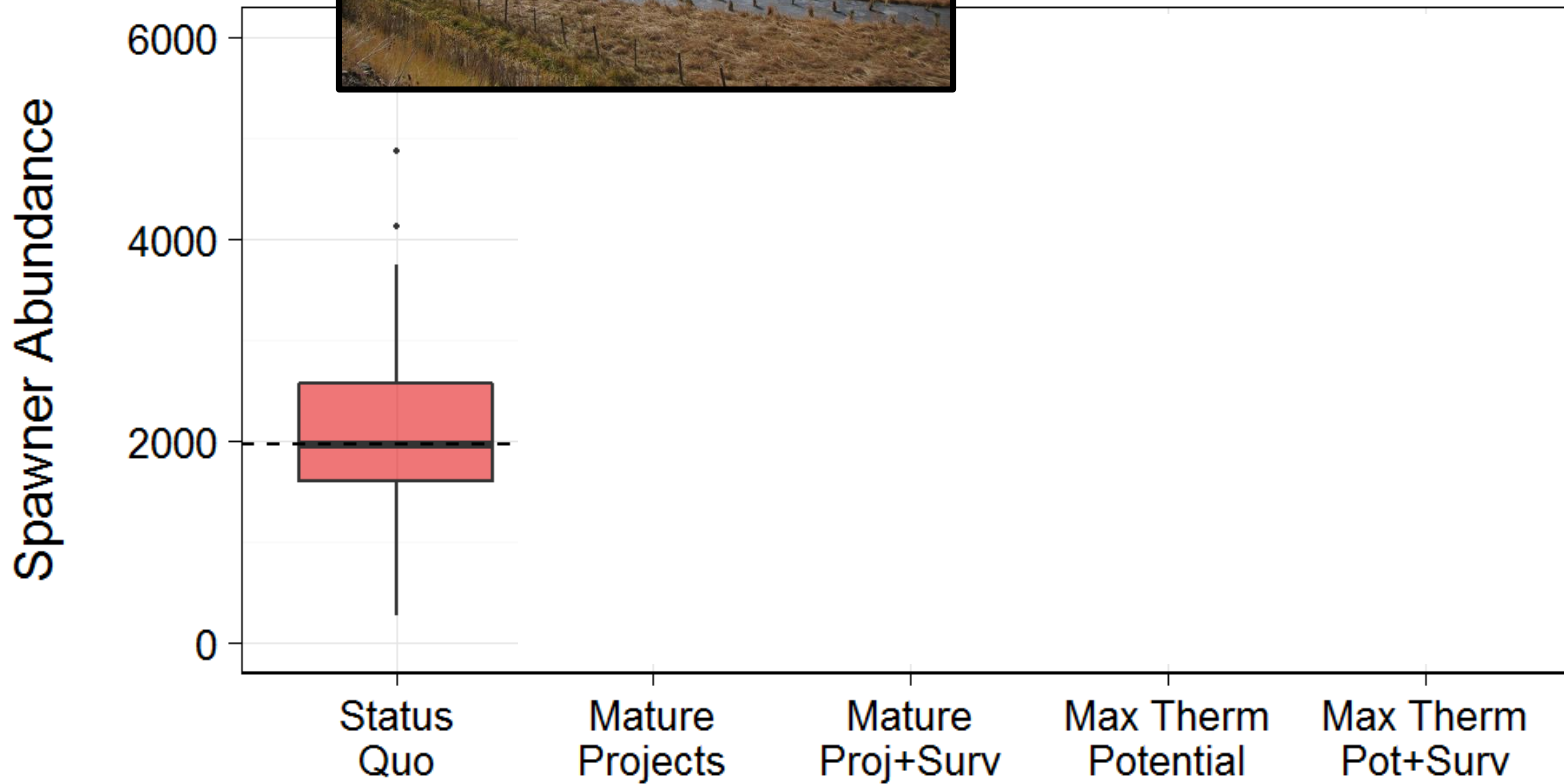 Spawner Abundance
6000
4000
2000
0
Status
Quo
Mature
Projects
Mature
Proj+Surv
Max Therm
Potential
Max Therm
Pot+Surv